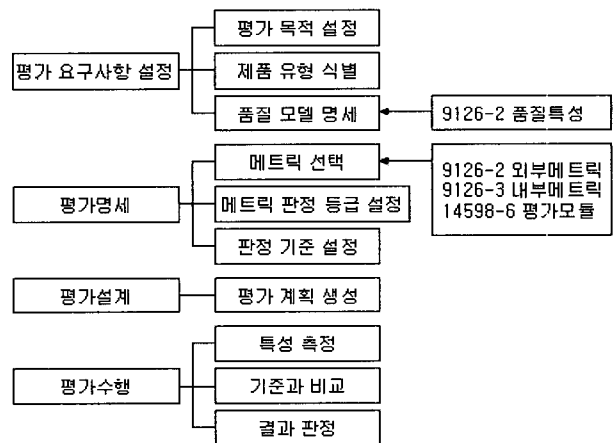 평가 요구사항 설정
평가 목적 설정
제품 유형 식별
품질 모델 명세
9126-2 품질특성
평가명세
메트릭 선택
메트릭 판정 등급 설정
판정 기준 설정
9126-2 외부메트릭
9126-3 내부메트릭
14598-6 평가모듈
평가설계
평가 계획 생성
평가수행
특성 측정
기준과 비교
결과 판정